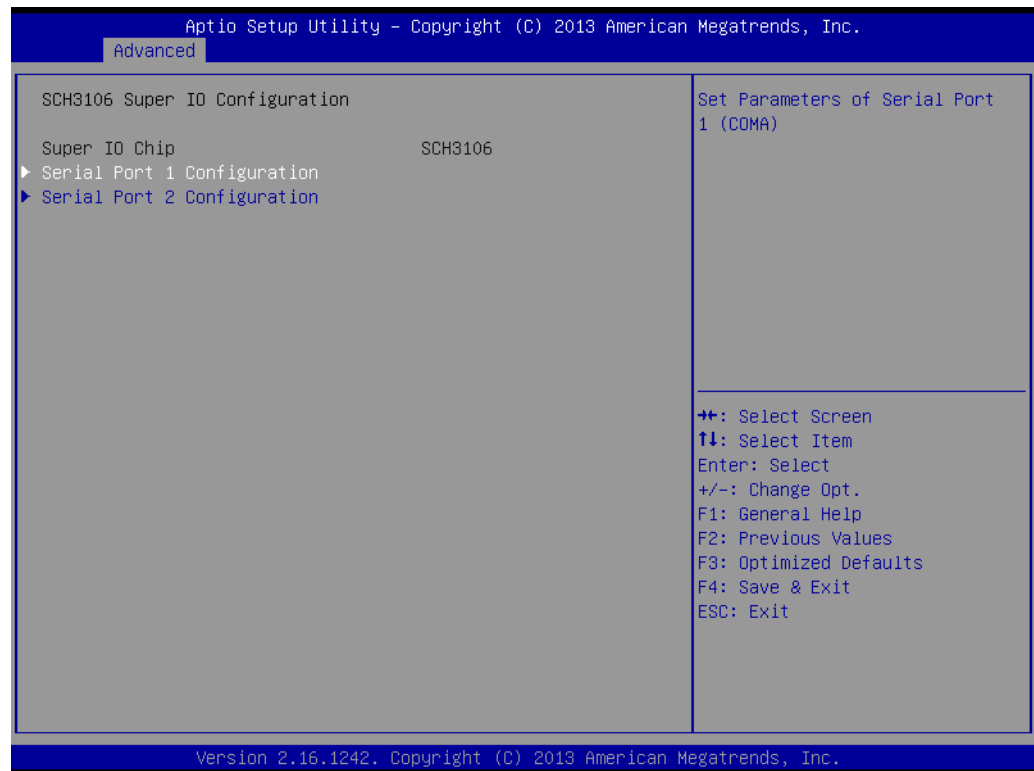 Aptio Setup Utility – Copyright (C) 2013 American Megatrends, Inc.
Advanced
SCH3106 Super IO Configuration
Super IO Chip SCH3106
Serial Port 1 Configuration
Serial Port 2 Configuration
Set Parameters of Serial Port
1 (COMA)
→←: Select Screen
↑↓: Select Item
Enter: Select
+/-: Change Opt.
F1: General Help
F2: Previous Values
F3: Optimized Defaults
F4: Save & Exit
ESC: Exit
Version 2.16.1242. Copyright (C) 2013 American Megatrends, Inc.